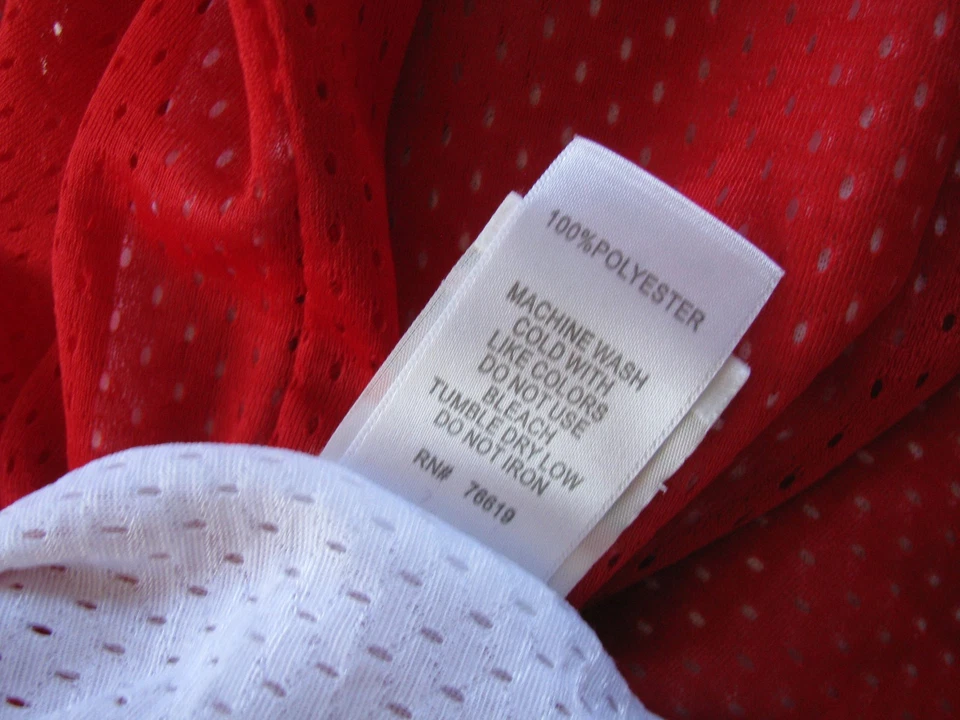 100%POLYESTER
MACHINE WASH
COLD WITH
LIKE COLORS
DO NOT USE
BLEACH
TUMBLE DRY LOW
DO NOT IRON
RN# 76619